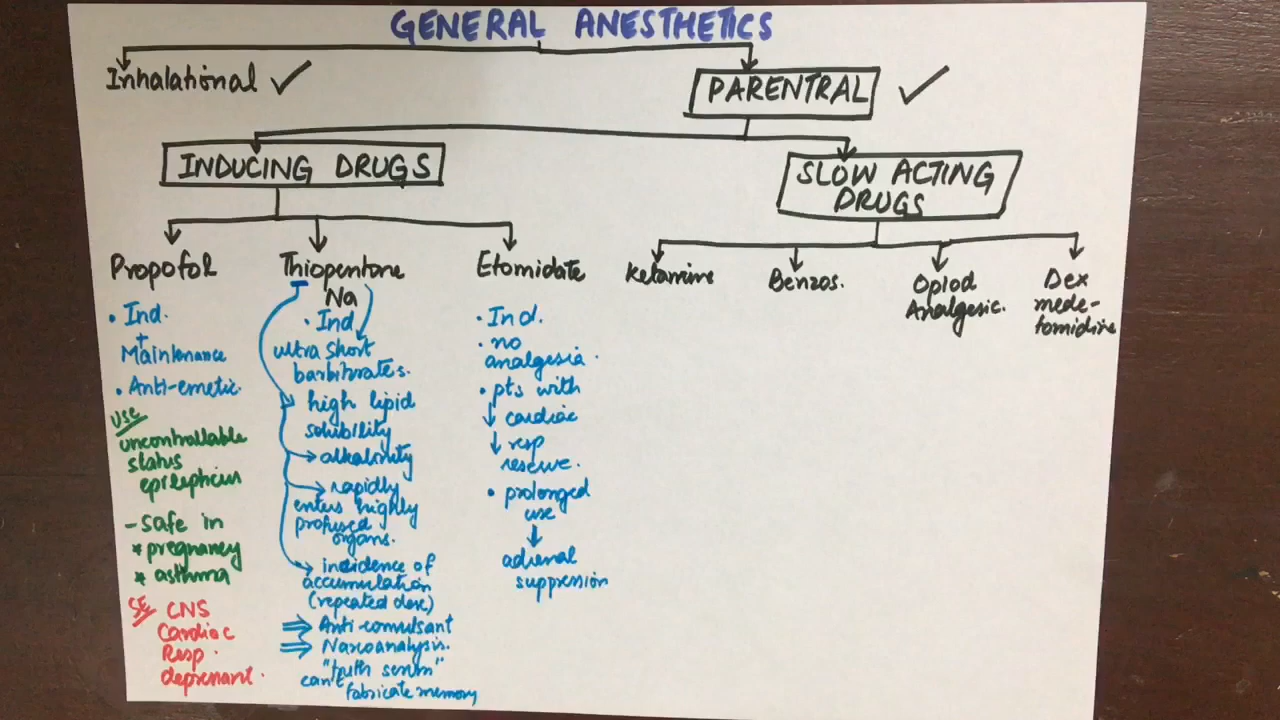 GENERAL ANESTHETICS
Inhalational ✓
PARENTRAL ✓
INDUCING DRUGS
SLOW ACTING
DRUGS
Propofol
• Ind.
+
Maintenance
• Anti-emetic.
USE
uncontrollable
status
epilepticus
- safe in
* pregnancy
* asthma
SE
CNS
Cardiac
Resp.
depressant.
Thiopentone
Na
• Ind
ultra short
barbitrates.
high lipid
solubility
alkalinity
rapidly
enters highly
profused
organs.
incidence of
accumulation
(repeated dose)
⇒ Anti convulsant
⇒ Narcoanalysis.
"truth serum"
can't
fabricate memory
Etomidate
• Ind.
• no
analgesia.
• pts with
↓ cardiac
↓ resp
reserve.
• prolonged
use
↓
adrenal
suppression
Ketamine
Benzos.
Opiod
Analgesic.
Dex
mede-
tomidine